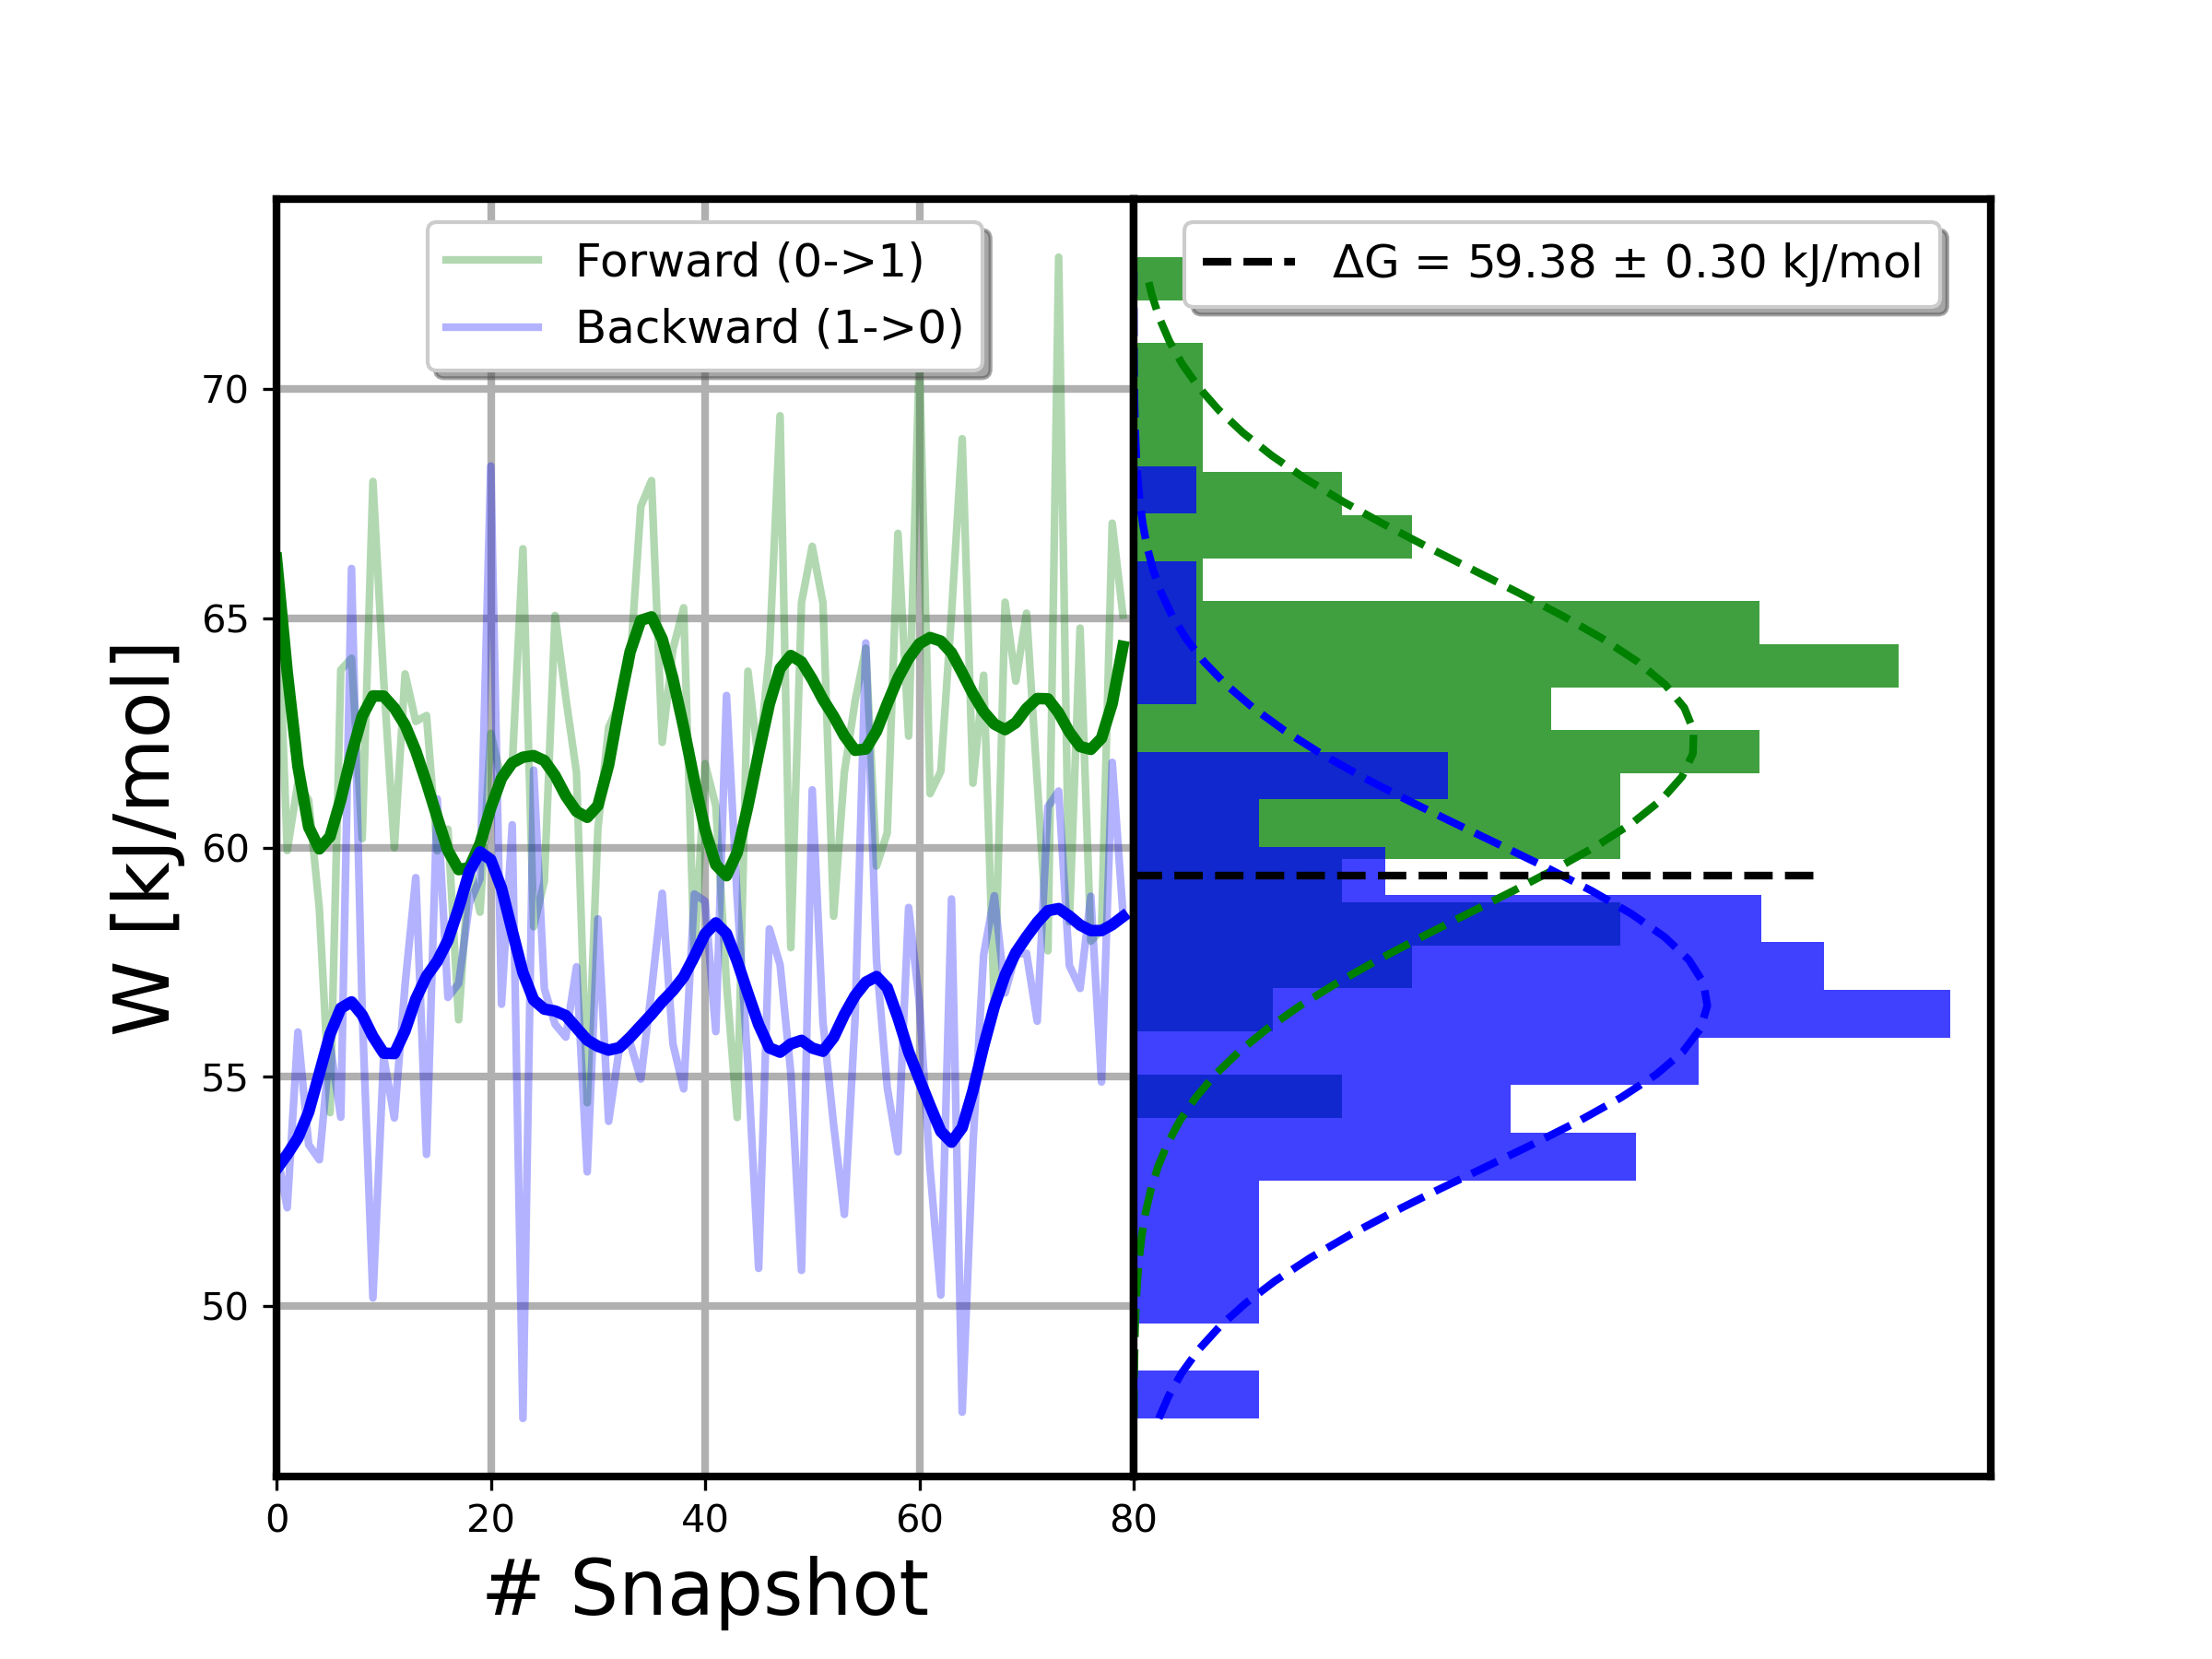 Forward (0->1)
Backward (1->0)
ΔG = 59.38 ± 0.30 kJ/mol
70
65
60
55
50
W [kJ/mol]
0 20 40 60 80
# Snapshot